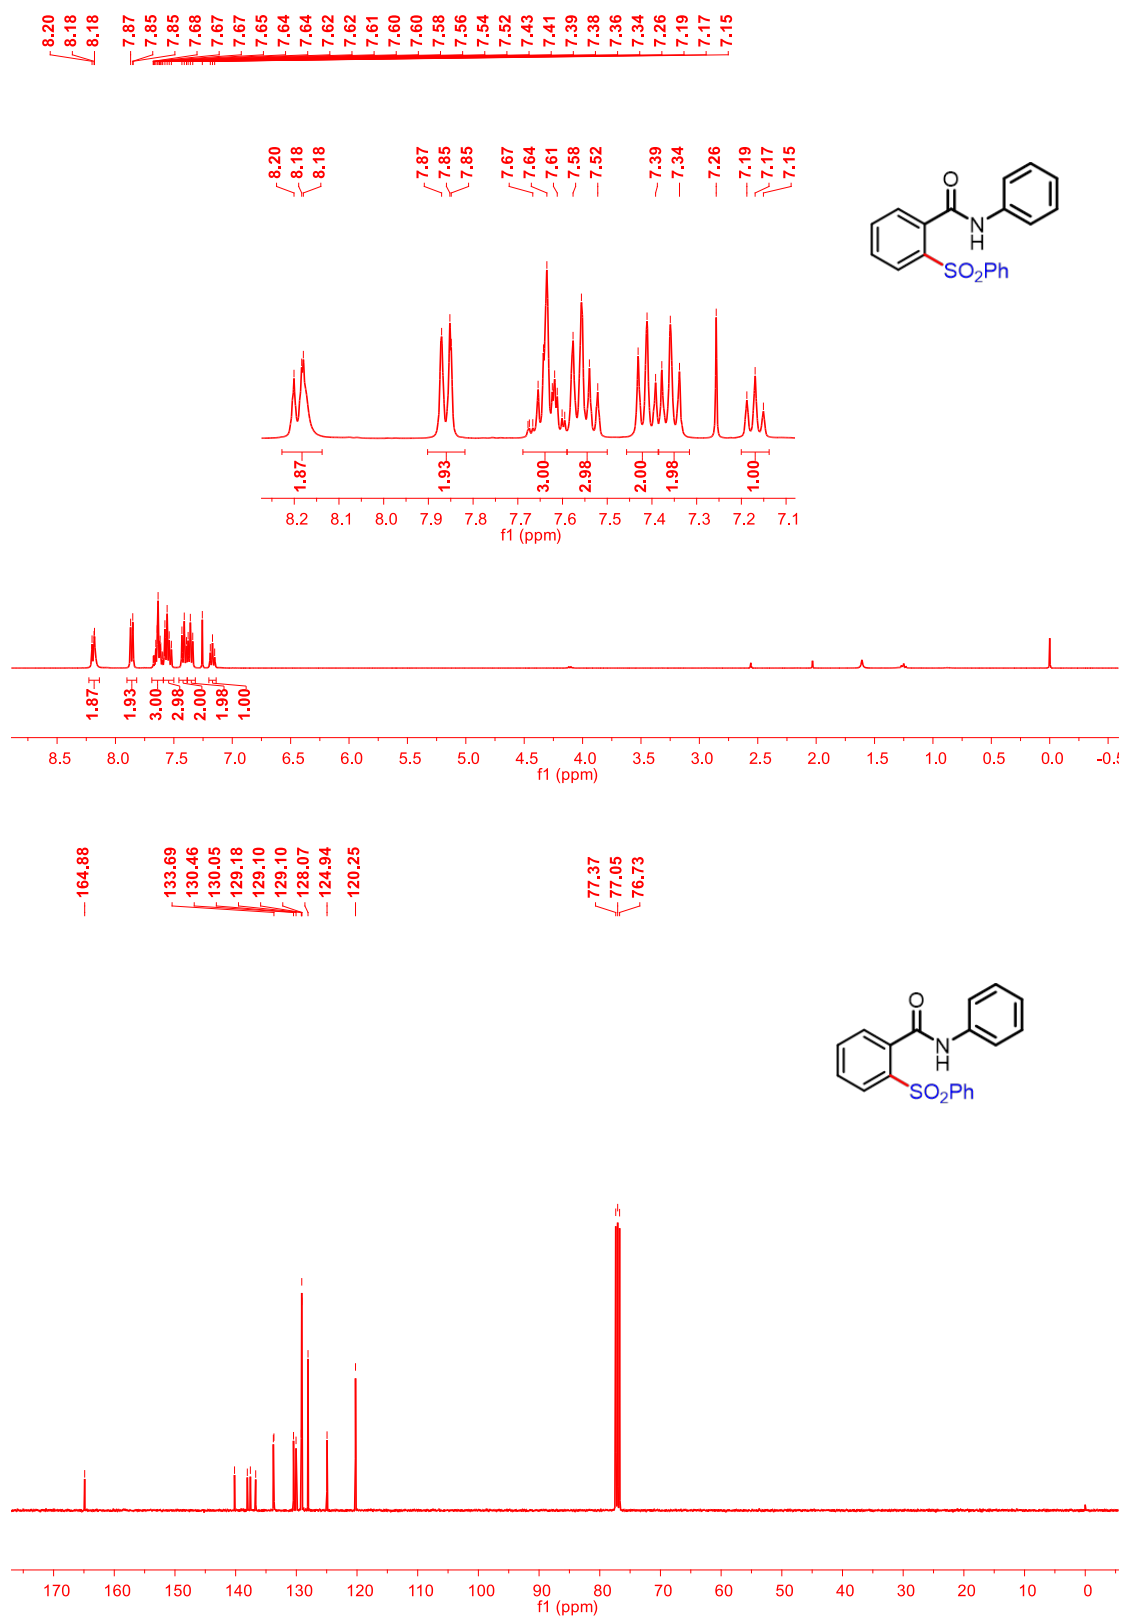 8.20 8.18 8.18 7.87 7.85 7.85 7.68 7.67 7.67 7.65 7.64 7.64 7.62 7.62 7.61 7.60 7.60 7.58 7.56 7.54 7.52 7.43 7.41 7.39 7.38 7.36 7.34 7.26 7.19 7.17 7.15
8.20 8.18 8.18 7.87 7.85 7.85 7.67 7.64 7.61 7.58 7.52 7.39 7.34 7.26 7.19 7.17 7.15
O
N
H
SO2Ph
1.87 1.93 3.00 2.98 2.00 1.98 1.00
8.2 8.1 8.0 7.9 7.8 7.7 7.6 7.5 7.4 7.3 7.2 7.1
f1 (ppm)
1.87 1.93 3.00 2.98 2.00 1.98 1.00
8.5 8.0 7.5 7.0 6.5 6.0 5.5 5.0 4.5 4.0 3.5 3.0 2.5 2.0 1.5 1.0 0.5 0.0
f1 (ppm)
164.88 133.69 130.46 130.05 129.18 129.10 129.10 128.07 124.94 120.25 77.37 77.05 76.73
O
N
H
SO2Ph
170 160 150 140 130 120 110 100 90 80 70 60 50 40 30 20 10 0
f1 (ppm)